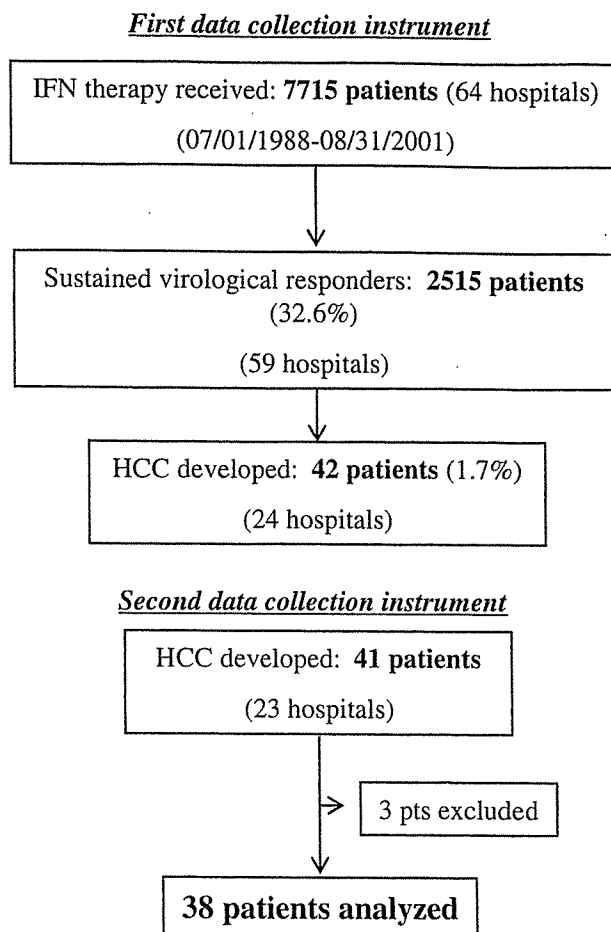 First data collection instrument
IFN therapy received: 7715 patients (64 hospitals)
(07/01/1988-08/31/2001)
Sustained virological responders: 2515 patients
(32.6%)
(59 hospitals)
HCC developed: 42 patients (1.7%)
(24 hospitals)
Second data collection instrument
HCC developed: 41 patients
(23 hospitals)
3 pts excluded
38 patients analyzed